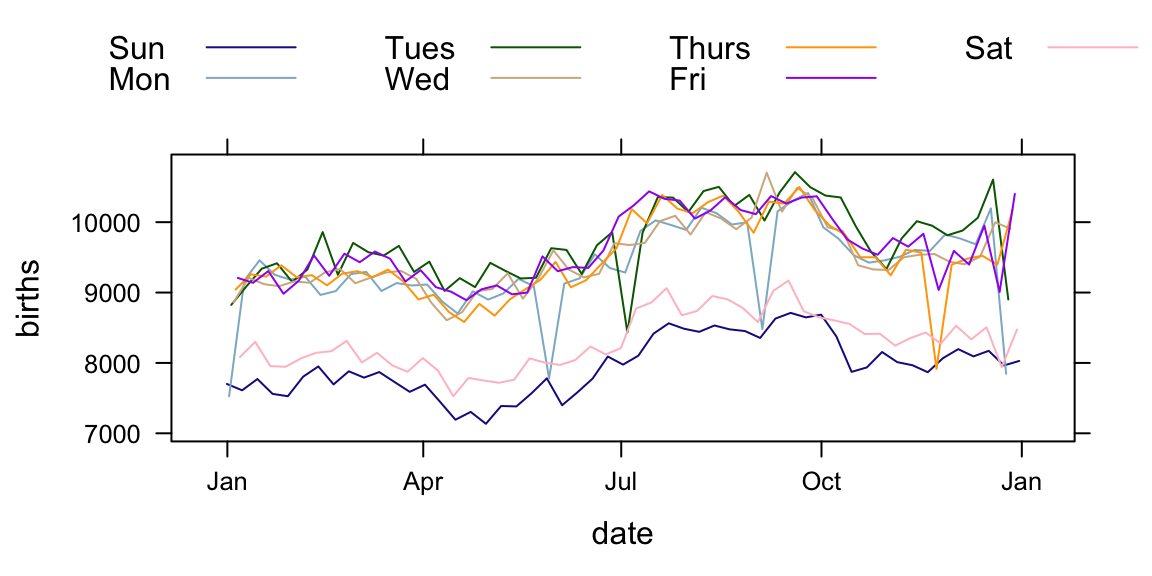 Sun Tues Thurs Sat
Mon Wed Fri
births
10000
9000
8000
7000
Jan Apr Jul Oct Jan
date